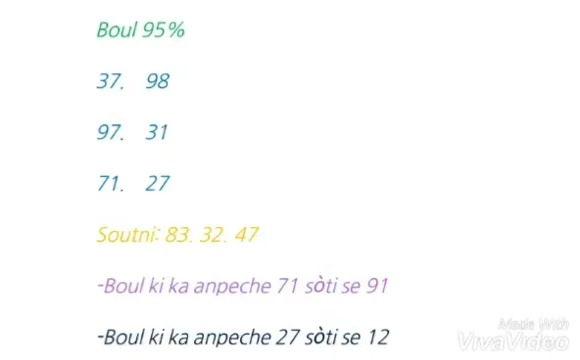 Boul 95%
37. 98
97. 31
71. 27
Soutni: 83. 32. 47
-Boul ki ka anpeche 71 sòti se 91
-Boul ki ka anpeche 27 sòti se 12
Made With
VivaVideo